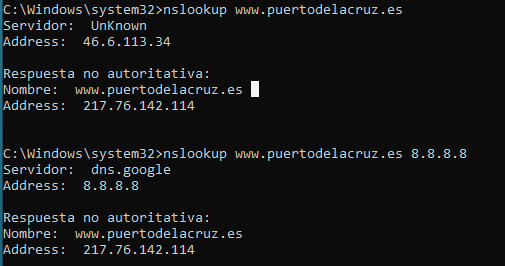 C:\Windows\system32>nslookup www.puertodelacruz.es
Servidor:  UnKnown
Address:  46.6.113.34

Respuesta no autoritativa:
Nombre:  www.puertodelacruz.es
Address:  217.76.142.114

C:\Windows\system32>nslookup www.puertodelacruz.es 8.8.8.8
Servidor:  dns.google
Address:  8.8.8.8

Respuesta no autoritativa:
Nombre:  www.puertodelacruz.es
Address:  217.76.142.114